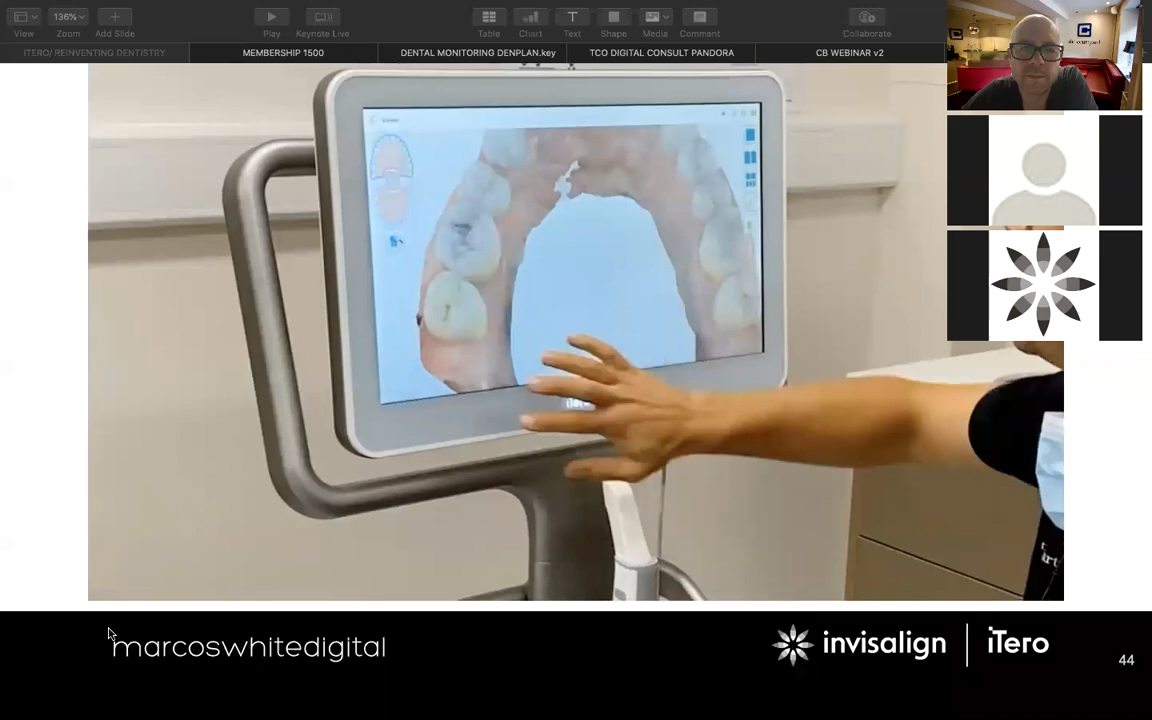 136%
View
Zoom
Add Slide
Play
Keynote Live
Table
Chart
Text
Shape
Media
Comment
Collaborate
ITERO/ REINVENTING DENTISTRY
MEMBERSHIP 1500
DENTAL MONITORING DENPLAN.key
TCO DIGITAL CONSULT PANDORA
CB WEBINAR v2
marcoswhitedigital
invisalign
iTero
44